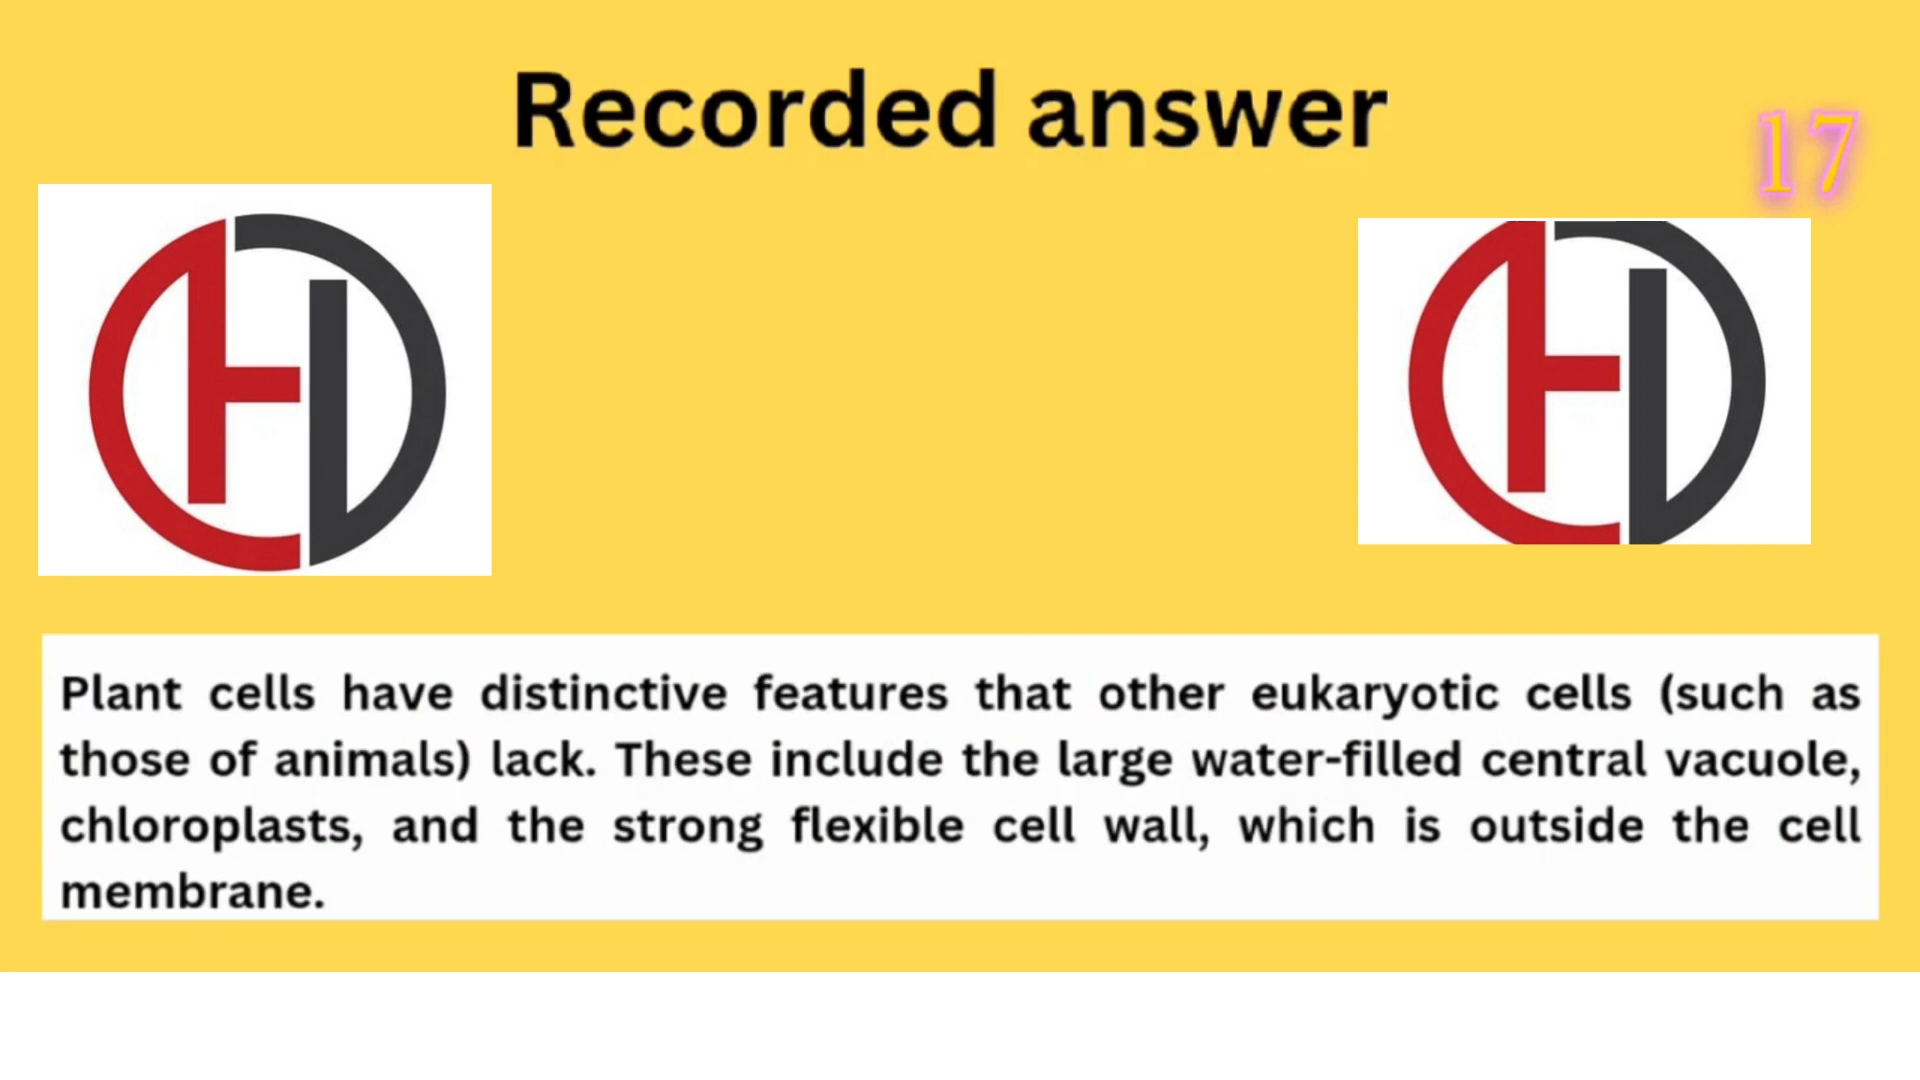 Recorded answer
17
Plant cells have distinctive features that other eukaryotic cells (such as
those of animals) lack. These include the large water-filled central vacuole,
chloroplasts, and the strong flexible cell wall, which is outside the cell
membrane.